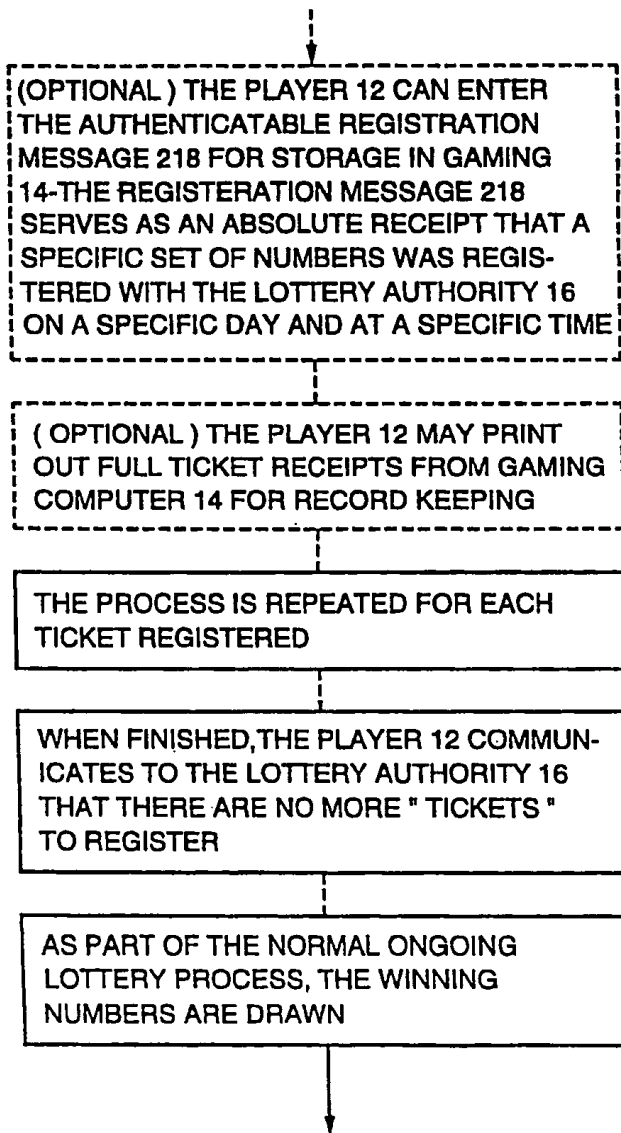 (OPTIONAL ) THE PLAYER 12 CAN ENTER
THE AUTHENTICATABLE REGISTRATION
MESSAGE 218 FOR STORAGE IN GAMING
14-THE REGISTERATION MESSAGE 218
SERVES AS AN ABSOLUTE RECEIPT THAT A
SPECIFIC SET OF NUMBERS WAS REGIS-
TERED WITH THE LOTTERY AUTHORITY 16
ON A SPECIFIC DAY AND AT A SPECIFIC TIME
( OPTIONAL ) THE PLAYER 12 MAY PRINT
OUT FULL TICKET RECEIPTS FROM GAMING
COMPUTER 14 FOR RECORD KEEPING
THE PROCESS IS REPEATED FOR EACH
TICKET REGISTERED
WHEN FINISHED,THE PLAYER 12 COMMUN-
ICATES TO THE LOTTERY AUTHORITY 16
THAT THERE ARE NO MORE " TICKETS "
TO REGISTER
AS PART OF THE NORMAL ONGOING
LOTTERY PROCESS, THE WINNING
NUMBERS ARE DRAWN